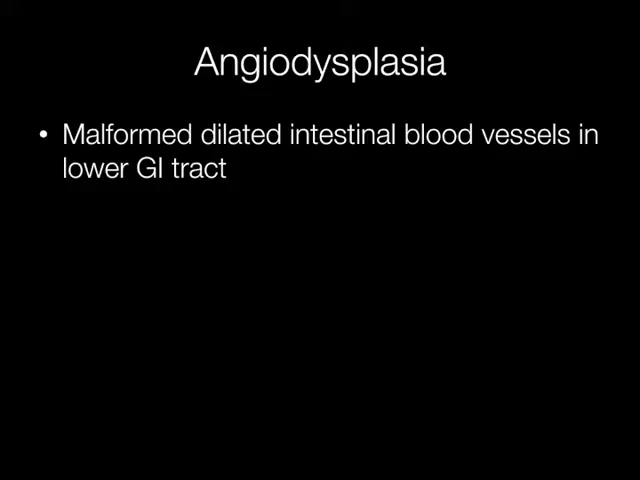 Angiodysplasia
• Malformed dilated intestinal blood vessels in
lower GI tract